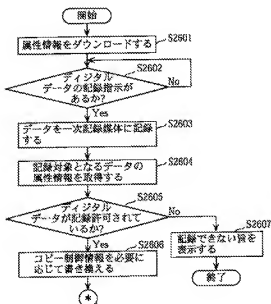 開始
属性情報をダウンロードする
S2601
ディジタル
データの記録指示が
あるか?
S2602
No
Yes
データを一次記録媒体に記録
する
S2603
記録対象となるデータの
属性情報を取得する
S2604
ディジタル
データが記録許可されて
いるか?
S2605
No
Yes
コピー制御情報を必要に
応じて書き換える
S2606
記録できない旨を
表示する
S2607
終了
*